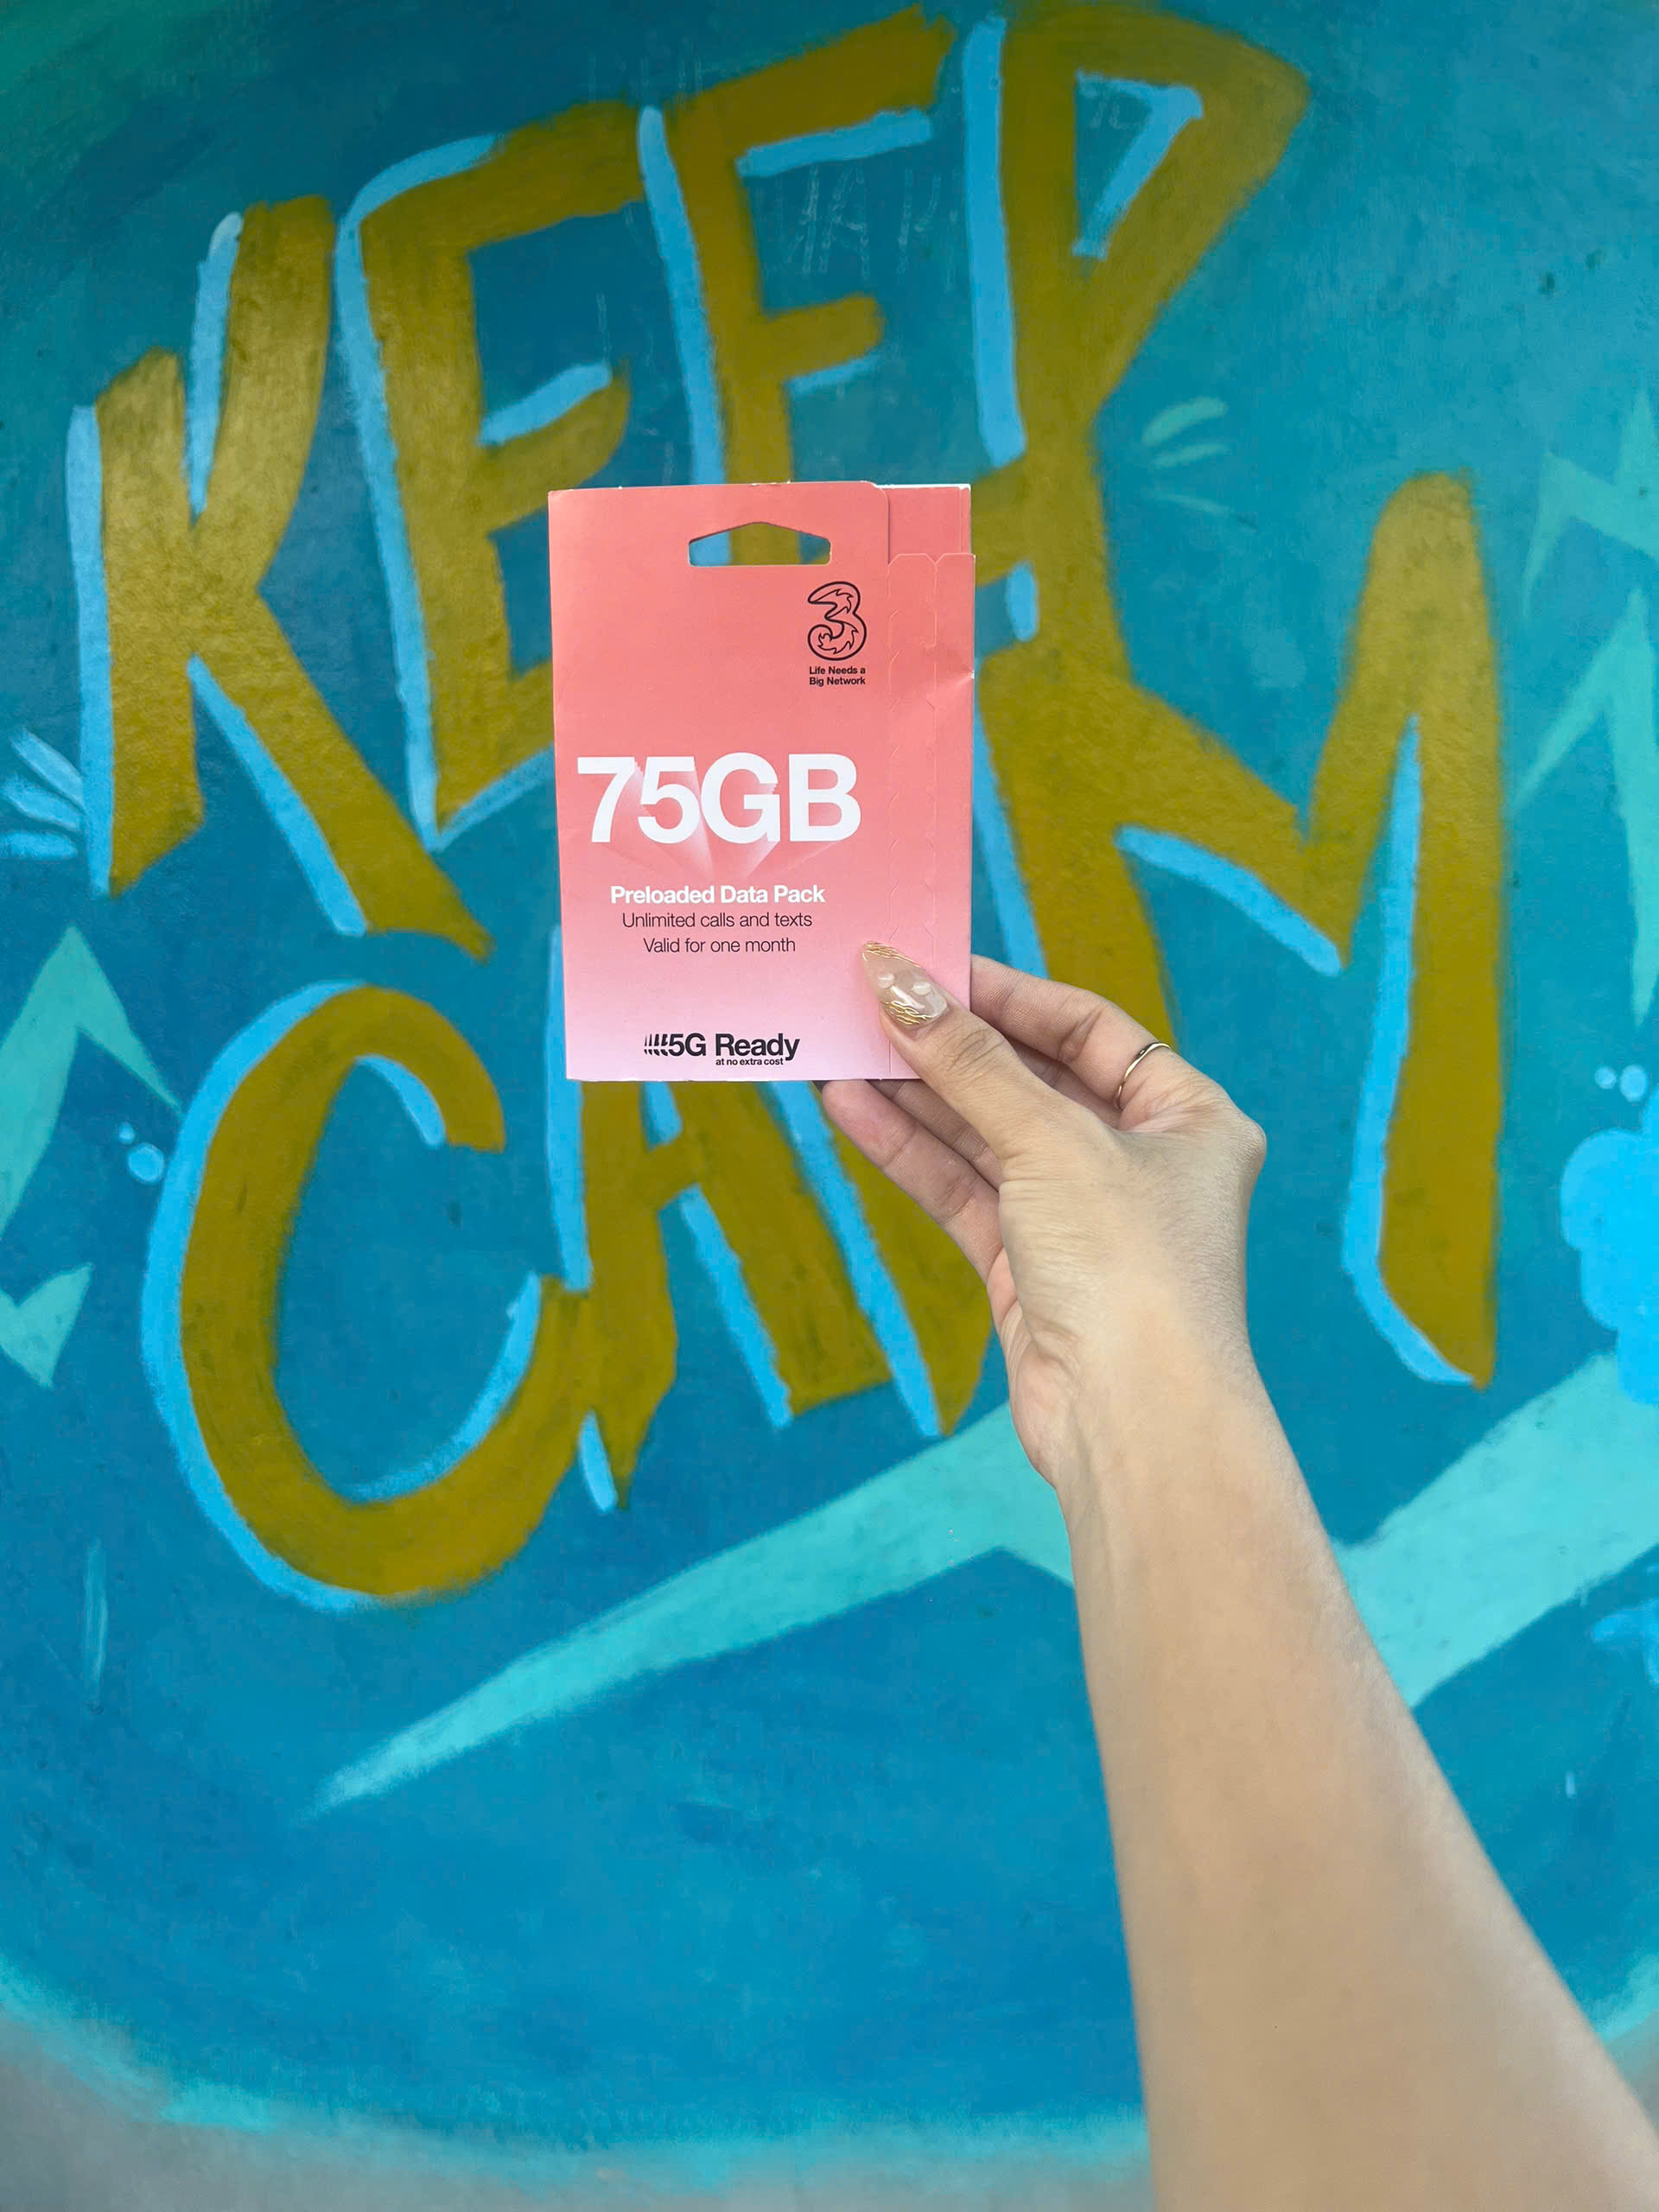 KEEP
CALM
3
Life Needs a
Big Network
75GB
Preloaded Data Pack
Unlimited calls and texts
Valid for one month
5G Ready
at no extra cost